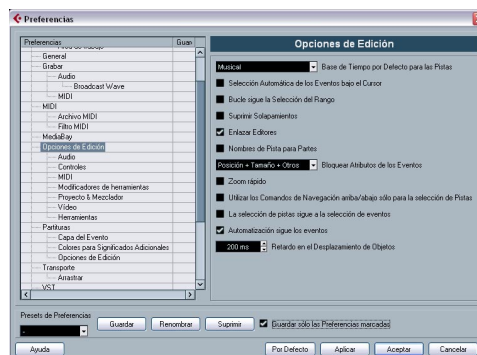 Preferencias
Preferencias Guar
Área de Trabajo
General
Grabar
Audio
Broadcast Wave
MIDI
MIDI
Archivo MIDI
Filtro MIDI
MediaBay
Opciones de Edición
Audio
Controles
MIDI
Modificadores de herramientas
Proyecto & Mezclador
Vídeo
Herramientas
Partituras
Capa del Evento
Colores para Significados Adicionales
Opciones de Edición
Transporte
Arrastrar
VST
Opciones de Edición
Musical Base de Tiempo por Defecto para las Pistas
Selección Automática de los Eventos bajo el Cursor
Bucle sigue la Selección del Rango
Suprimir Solapamientos
Enlazar Editores
Nombres de Pista para Partes
Posición + Tamaño + Otros Bloquear Atributos de los Eventos
Zoom rápido
Utilizar los Comandos de Navegación arriba/abajo sólo para la selección de Pistas
La selección de pistas sigue a la selección de eventos
Automatización sigue los eventos
200 ms Retardo en el Desplazamiento de Objetos
Presets de Preferencias
- Guardar Renombrar Suprimir Guardar sólo las Preferencias marcadas
Ayuda Por Defecto Aplicar Aceptar Cancelar